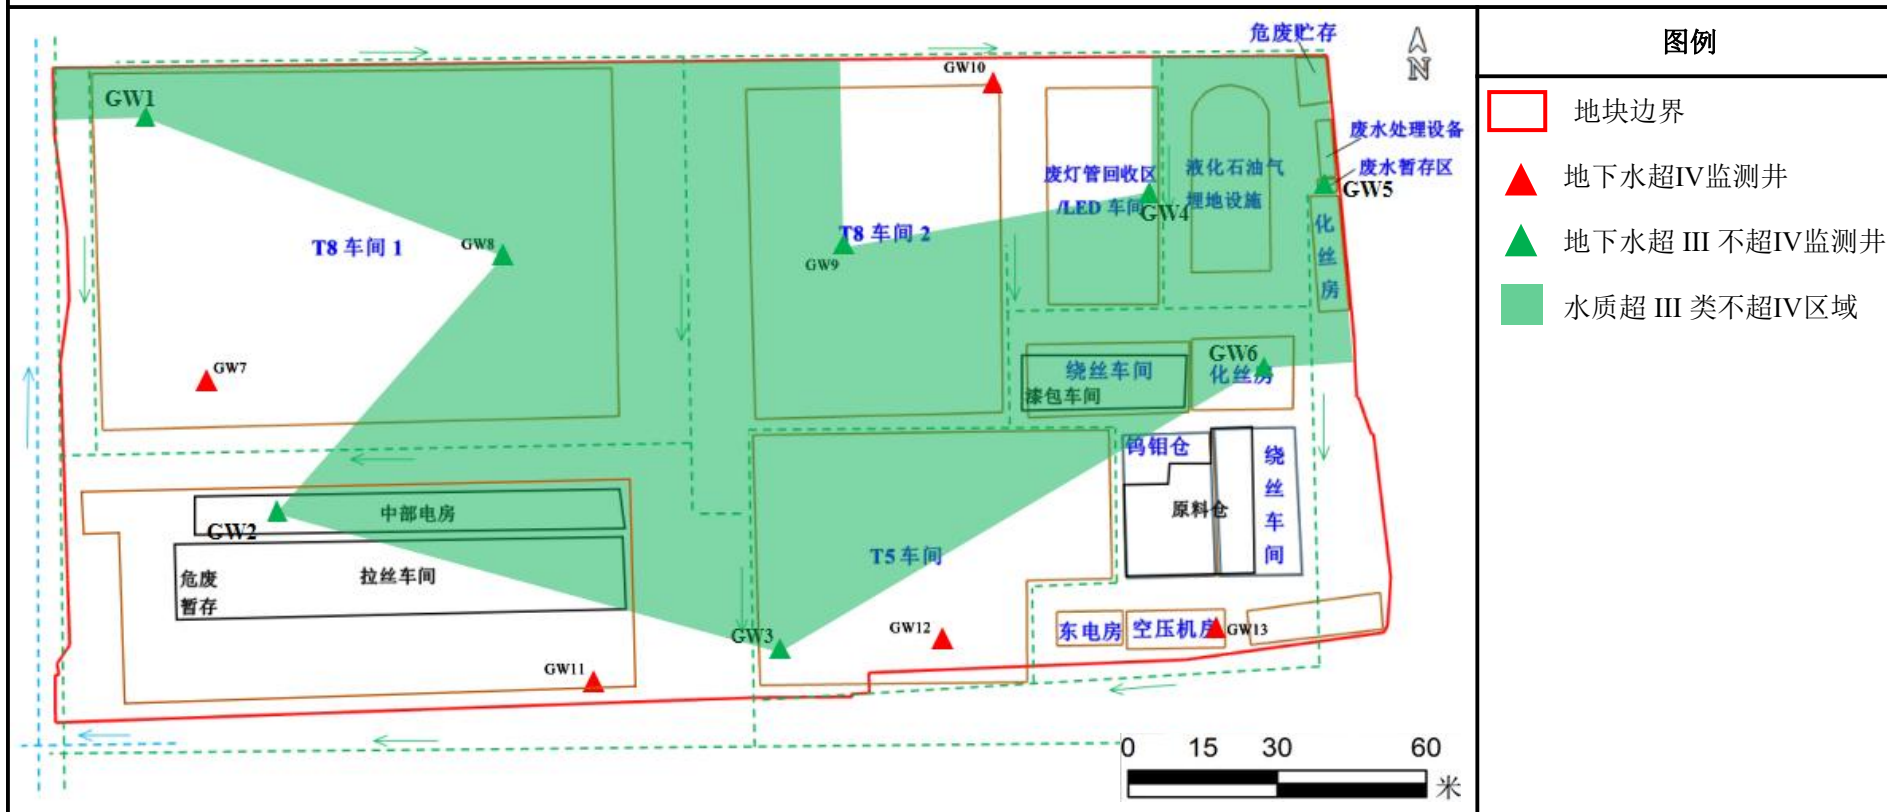 危废贮存
N
GW10
GW1
废水处理设备
废水暂存区
GW5
废灯管回收区
/LED 车间
液化石油气
埋地设施
GW4
化丝房
T8 车间 1
GW8
T8 车间 2
GW9
GW7
绕丝车间
漆包车间
GW6
化丝房
钨钼仓
绕丝车间
原料仓
中部电房
GW2
T5 车间
危废
暂存
拉丝车间
GW3
GW12
东电房
空压机房
GW13
GW11
0 15 30 60
米
图例
地块边界
地下水超IV监测井
地下水超 III 不超IV监测井
水质超 III 类不超IV区域